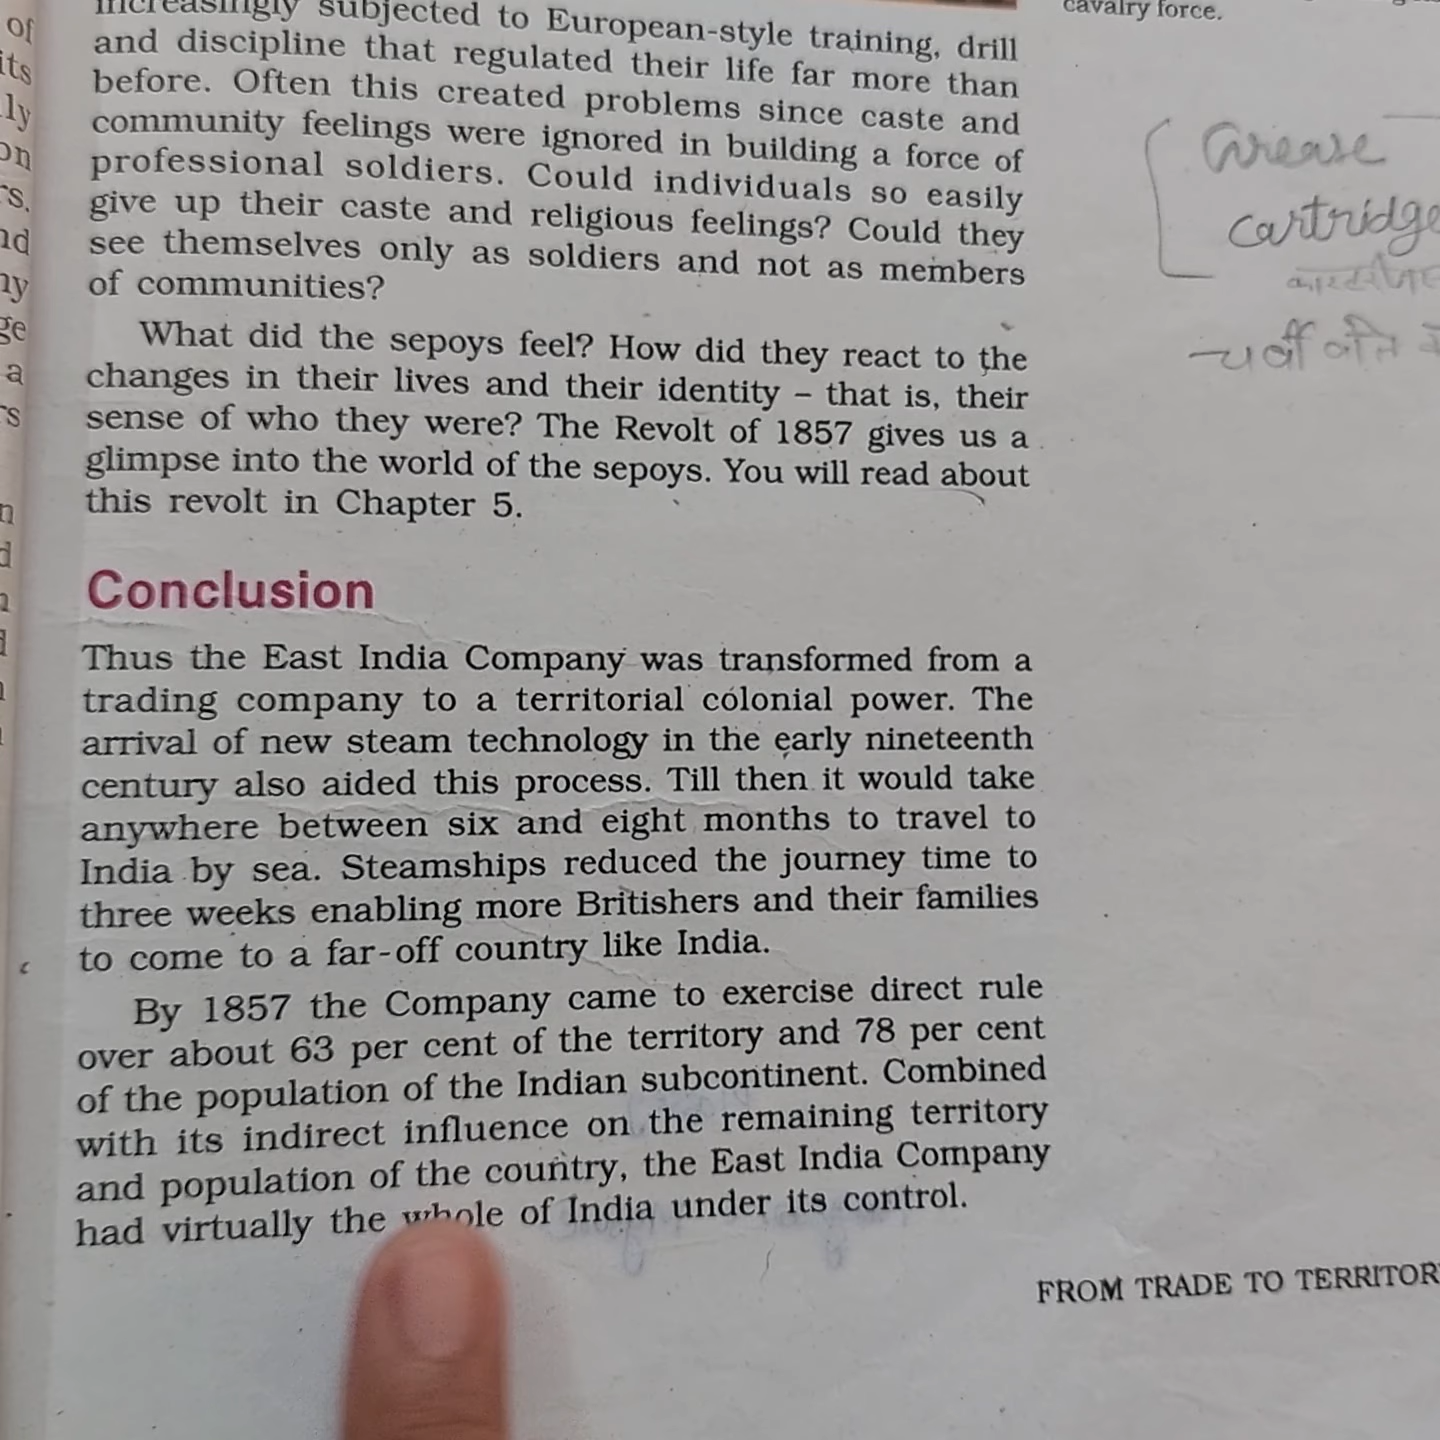 of
its
ly
on
rs.
nd
ny
ge
a
rs
n
d
increasingly subjected to European-style training, drill
and discipline that regulated their life far more than
before. Often this created problems since caste and
community feelings were ignored in building a force of
professional soldiers. Could individuals so easily
give up their caste and religious feelings? Could they
see themselves only as soldiers and not as members
of communities?
What did the sepoys feel? How did they react to the
changes in their lives and their identity – that is, their
sense of who they were? The Revolt of 1857 gives us a
glimpse into the world of the sepoys. You will read about
this revolt in Chapter 5.
Conclusion
Thus the East India Company was transformed from a
trading company to a territorial colonial power. The
arrival of new steam technology in the early nineteenth
century also aided this process. Till then it would take
anywhere between six and eight months to travel to
India by sea. Steamships reduced the journey time to
three weeks enabling more Britishers and their families
to come to a far-off country like India.
By 1857 the Company came to exercise direct rule
over about 63 per cent of the territory and 78 per cent
of the population of the Indian subcontinent. Combined
with its indirect influence on the remaining territory
and population of the country, the East India Company
had virtually the whole of India under its control.
cavalry force.
Grease
cartridge
FROM TRADE TO TERRITOR